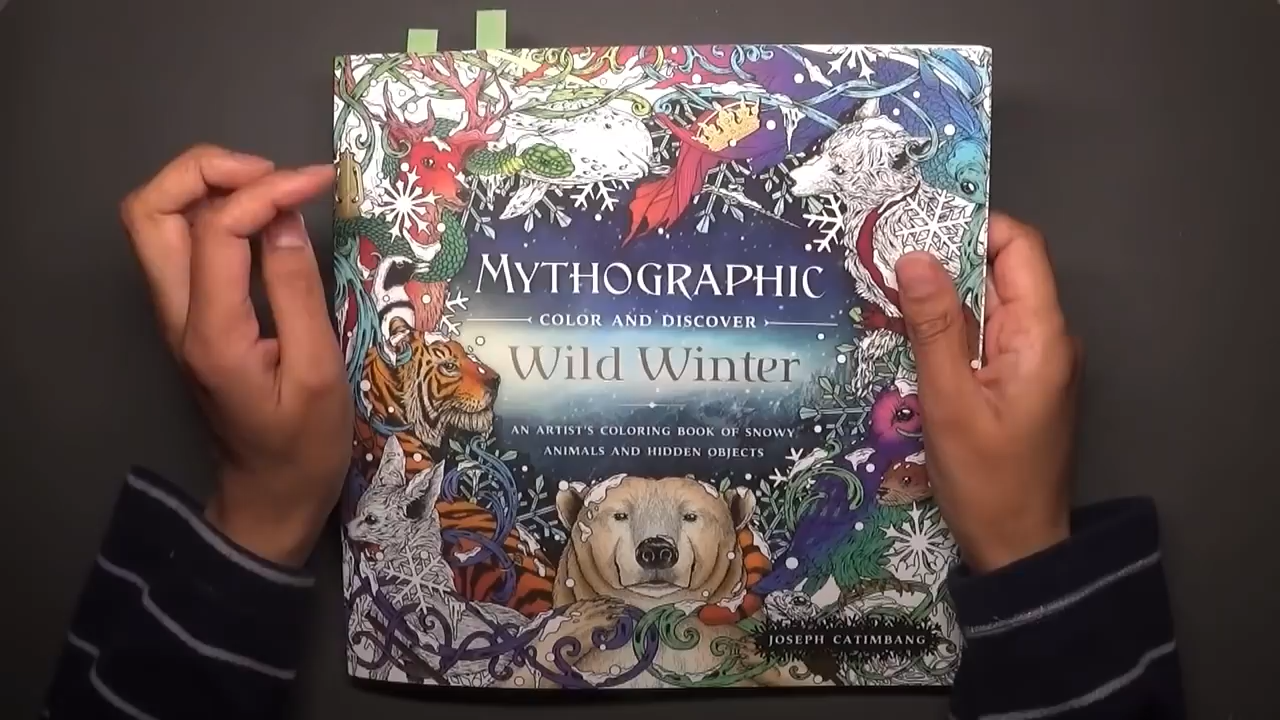 MYTHOGRAPHIC
COLOR AND DISCOVER
Wild Winter
AN ARTIST'S COLORING BOOK OF SNOWY
ANIMALS AND HIDDEN OBJECTS
JOSEPH CATIMBANG